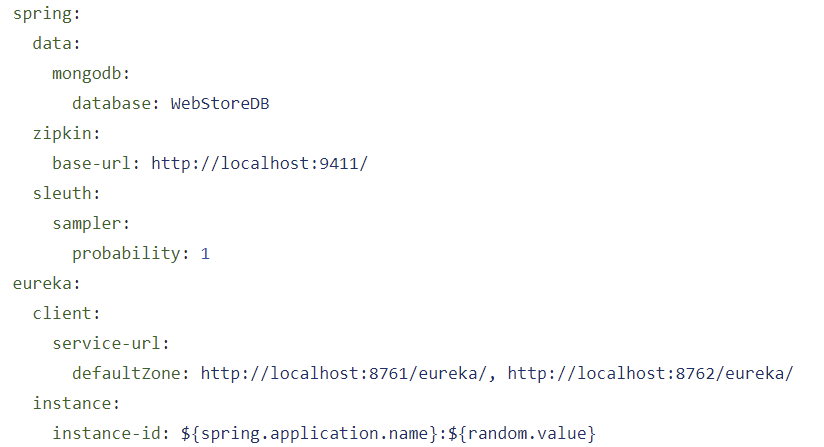 spring:
  data:
    mongodb:
      database: WebStoreDB
  zipkin:
    base-url: http://localhost:9411/
  sleuth:
    sampler:
      probability: 1
eureka:
  client:
    service-url:
      defaultZone: http://localhost:8761/eureka/, http://localhost:8762/eureka/
  instance:
    instance-id: ${spring.application.name}:${random.value}